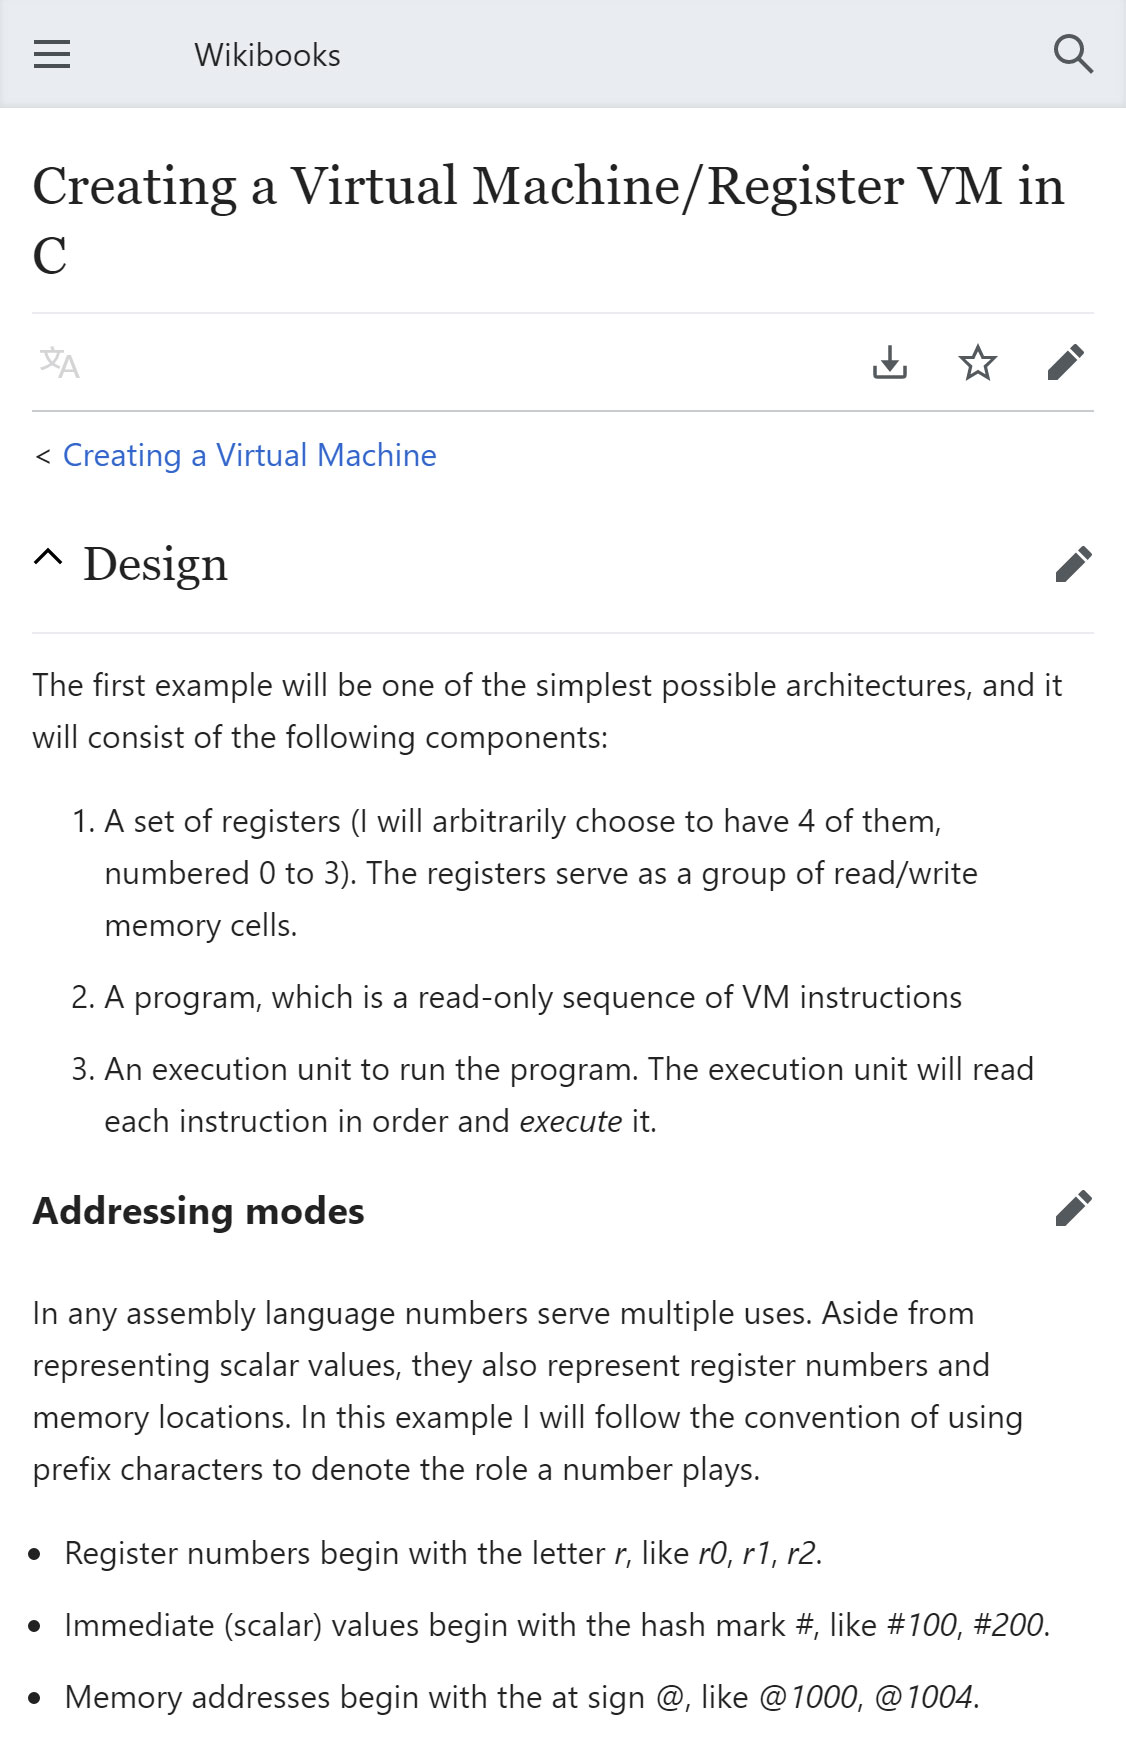 Wikibooks
Creating a Virtual Machine/Register VM in
C
文A
< Creating a Virtual Machine
Design
The first example will be one of the simplest possible architectures, and it
will consist of the following components:
1. A set of registers (I will arbitrarily choose to have 4 of them,
numbered 0 to 3). The registers serve as a group of read/write
memory cells.
2. A program, which is a read-only sequence of VM instructions
3. An execution unit to run the program. The execution unit will read
each instruction in order and execute it.
Addressing modes
In any assembly language numbers serve multiple uses. Aside from
representing scalar values, they also represent register numbers and
memory locations. In this example I will follow the convention of using
prefix characters to denote the role a number plays.
• Register numbers begin with the letter r, like r0, r1, r2.
• Immediate (scalar) values begin with the hash mark #, like #100, #200.
• Memory addresses begin with the at sign @, like @1000, @1004.